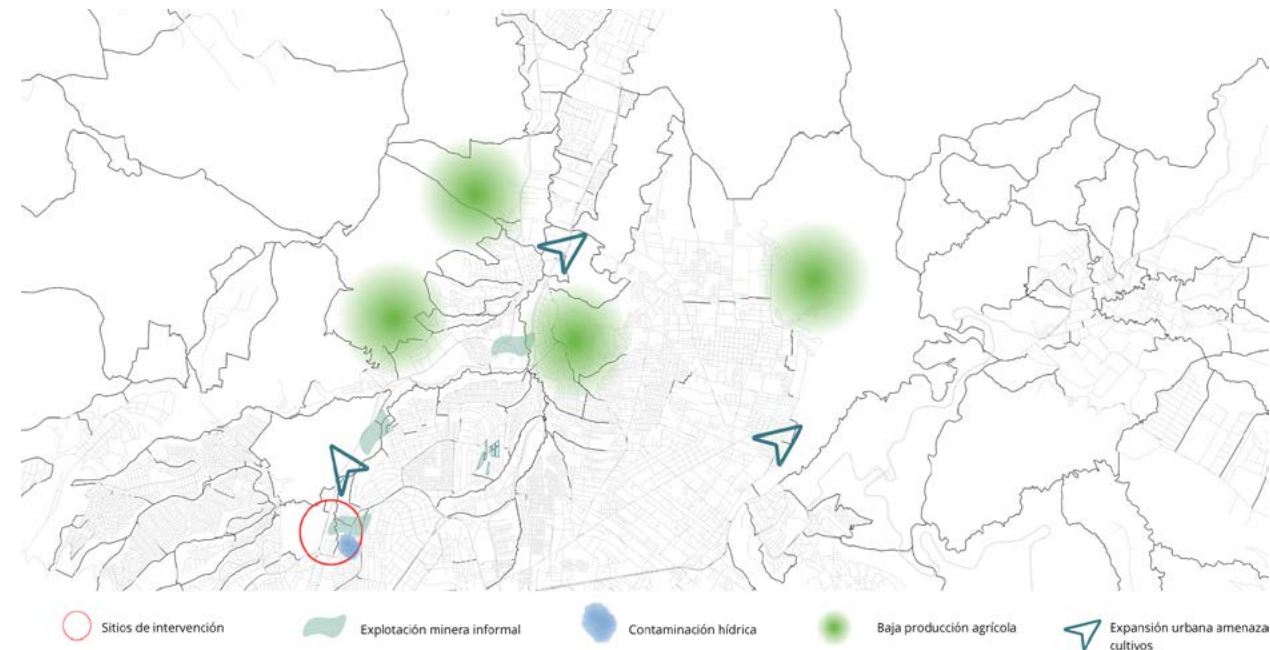 Sitios de intervención
Explotación minera informal
Contaminación hídrica
Baja producción agrícola
Expansión urbana amenaza
cultivos